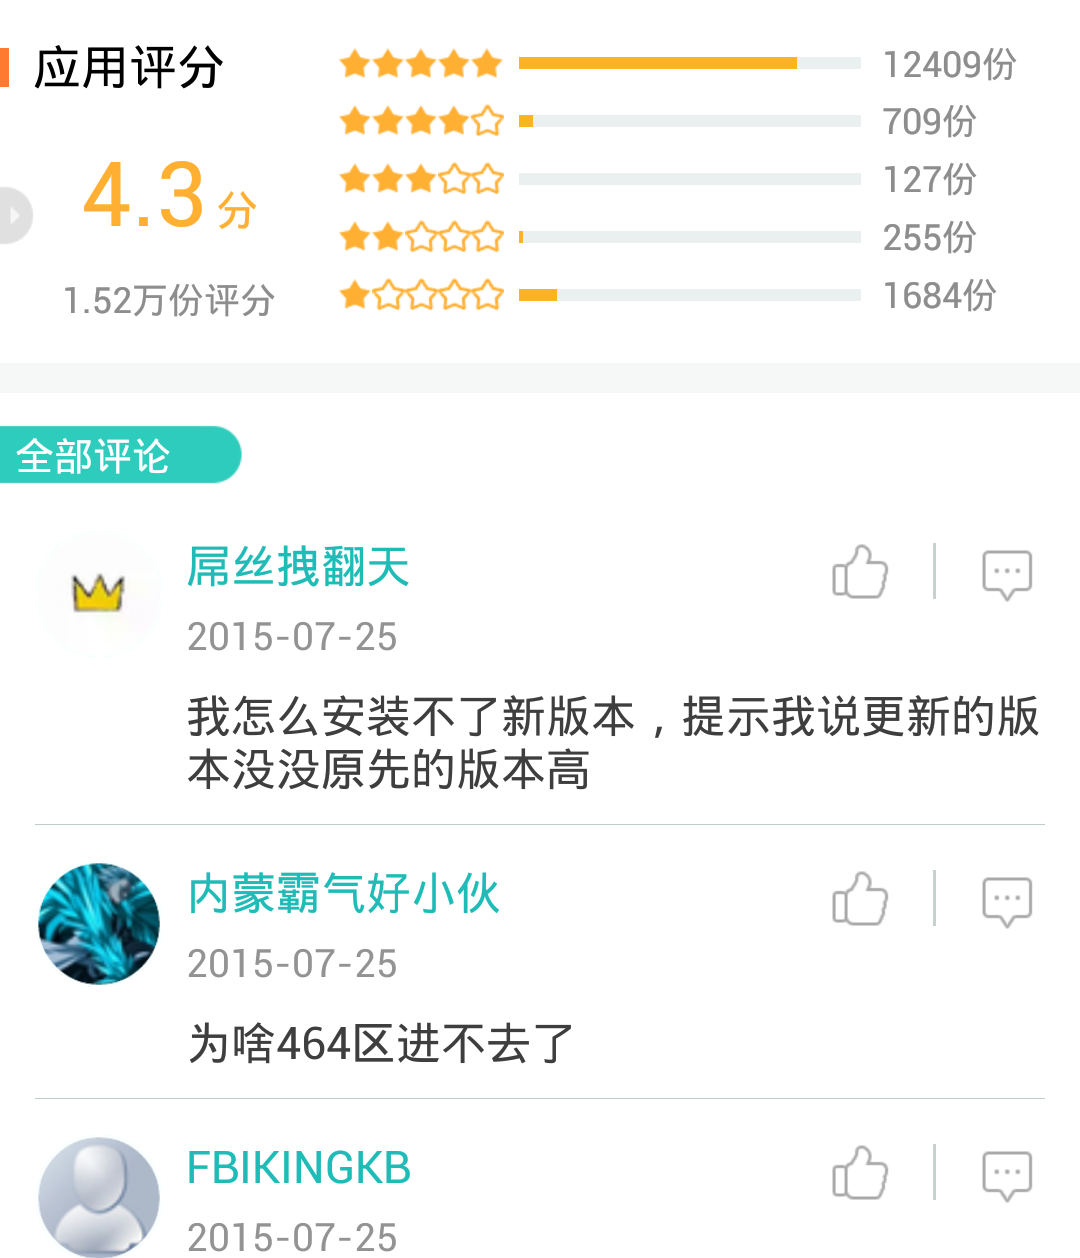 应用评分
4.3分
1.52万份评分
12409份
709份
127份
255份
1684份
全部评论
屌丝拽翻天
2015-07-25
我怎么安装不了新版本，提示我说更新的版
本没没原先的版本高
内蒙霸气好小伙
2015-07-25
为啥464区进不去了
FBIKINGKB
2015-07-25